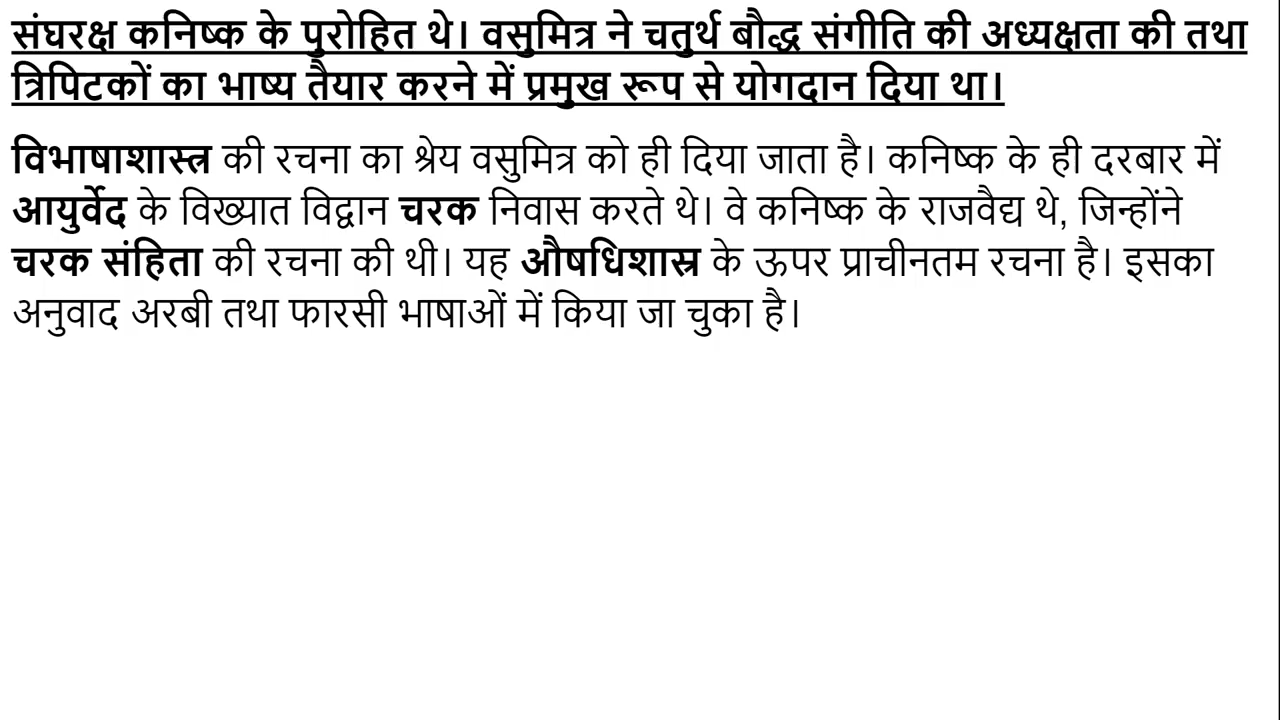 संघरक्ष कनिष्क के पुरोहित थे। वसुमित्र ने चतुर्थ बौद्ध संगीति की अध्यक्षता की तथा
त्रिपिटकों का भाष्य तैयार करने में प्रमुख रूप से योगदान दिया था।
विभाषाशास्त्र की रचना का श्रेय वसुमित्र को ही दिया जाता है। कनिष्क के ही दरबार में
आयुर्वेद के विख्यात विद्वान चरक निवास करते थे। वे कनिष्क के राजवैद्य थे, जिन्होंने
चरक संहिता की रचना की थी। यह औषधिशास्र के ऊपर प्राचीनतम रचना है। इसका
अनुवाद अरबी तथा फारसी भाषाओं में किया जा चुका है।